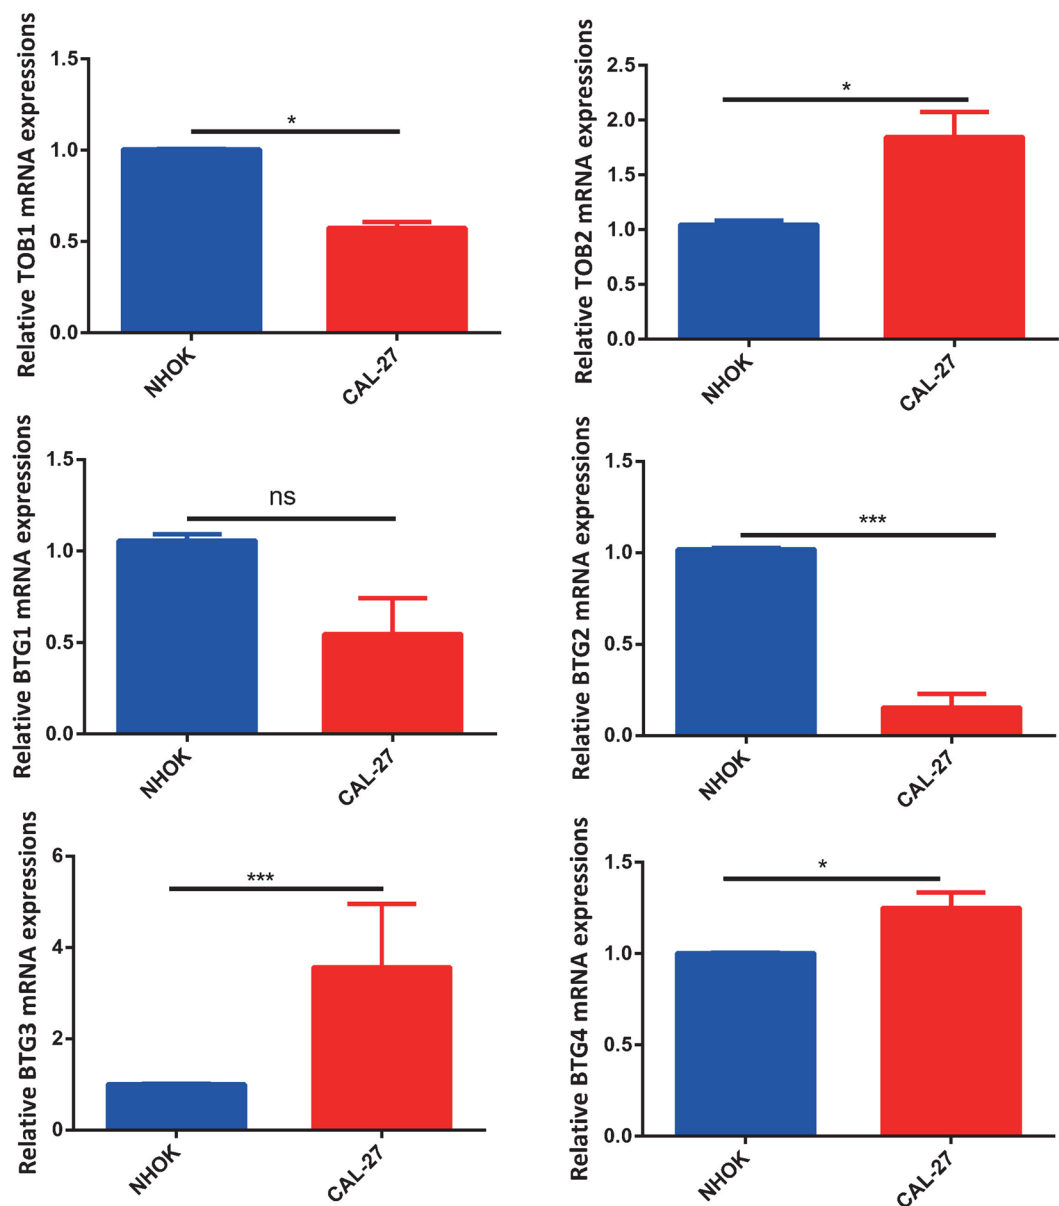 Relative TOB1 mRNA expressions
1.5
1.0
0.5
0.0
*
NHOK
CAL-27
Relative TOB2 mRNA expressions
2.5
2.0
1.5
1.0
0.5
0.0
*
NHOK
CAL-27
Relative BTG1 mRNA expressions
1.5
1.0
0.5
0.0
ns
NHOK
CAL-27
Relative BTG2 mRNA expressions
1.5
1.0
0.5
0.0
***
NHOK
CAL-27
Relative BTG3 mRNA expressions
6
4
2
0
***
NHOK
CAL-27
Relative BTG4 mRNA expressions
1.5
1.0
0.5
0.0
*
NHOK
CAL-27